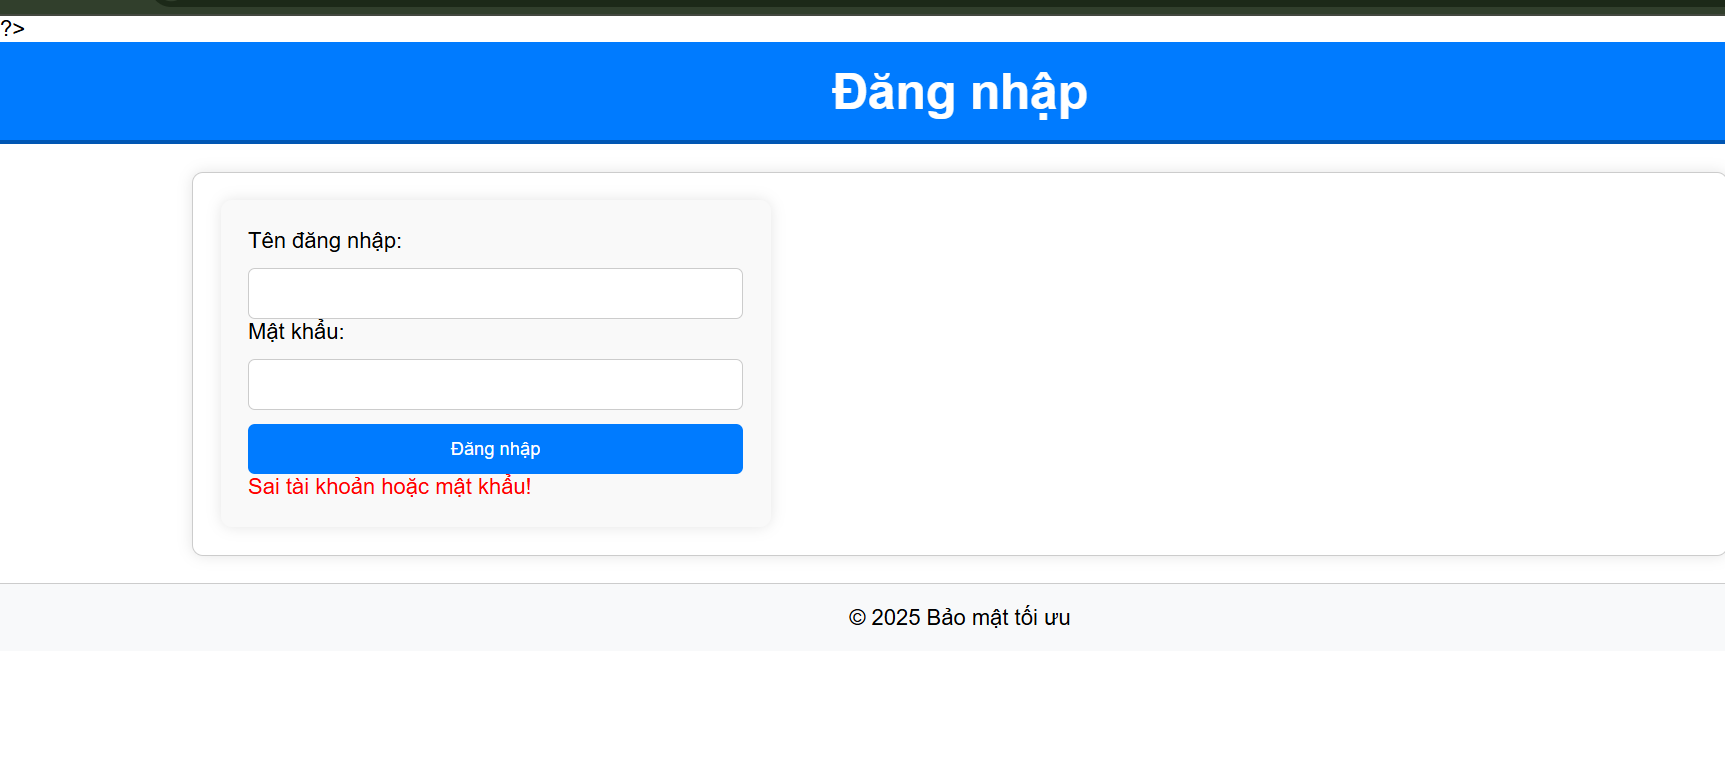 ?>
Đăng nhập
Tên đăng nhập:
Mật khẩu:
Đăng nhập
Sai tài khoản hoặc mật khẩu!
© 2025 Bảo mật tối ưu